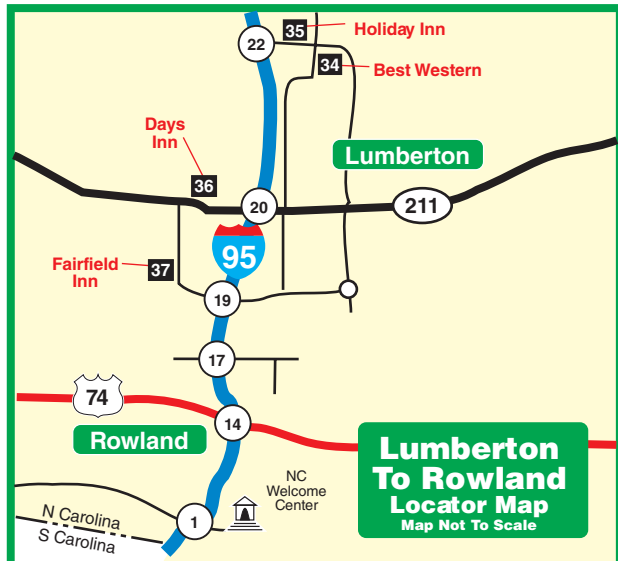 35
Holiday Inn
22
34
Best Western
Days
Inn
Lumberton
36
20
211
95
Fairfield
Inn
37
19
17
74
14
Rowland
Lumberton
To Rowland
Locator Map
Map Not To Scale
NC
Welcome
Center
N Carolina
1
S Carolina